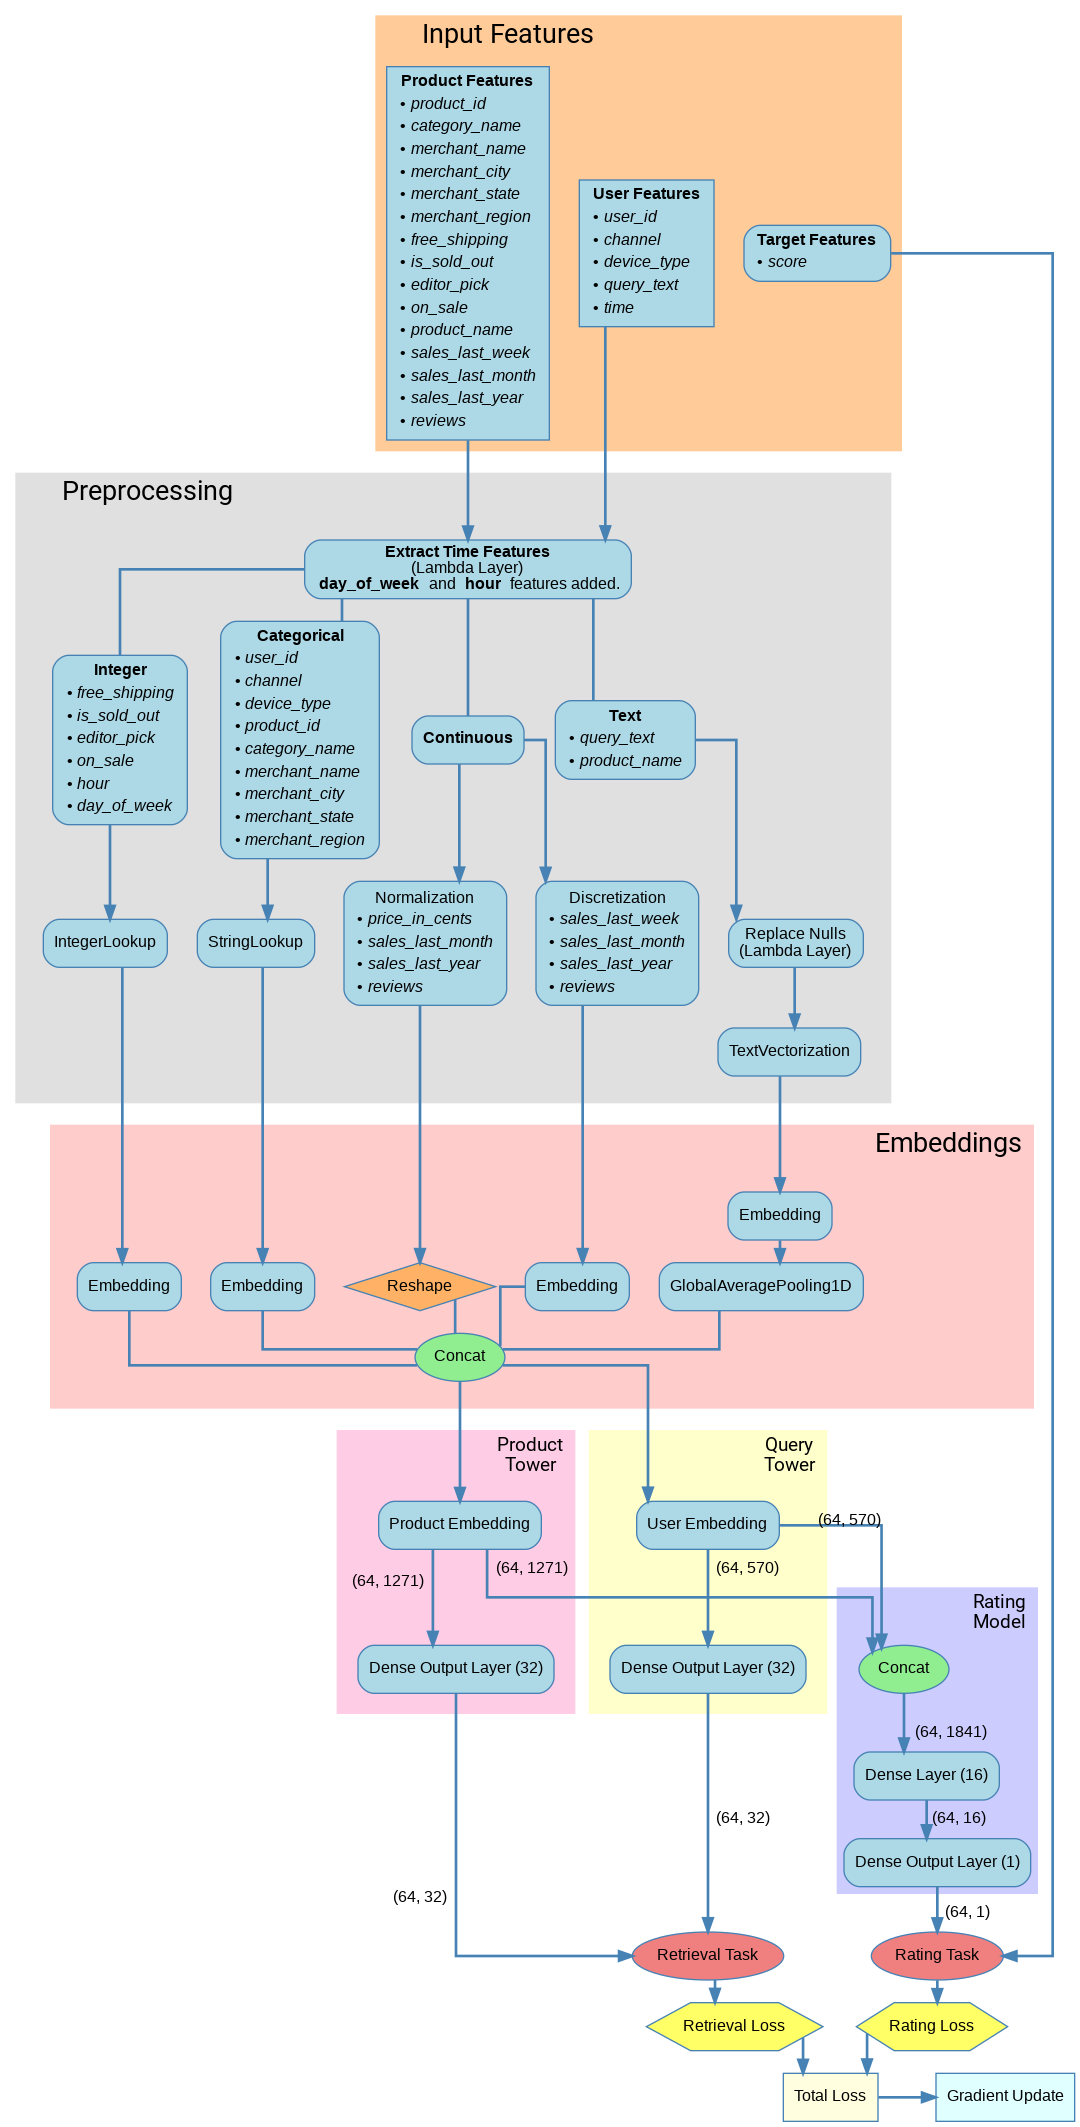 Input Features
Product Features
• product_id
• category_name
• merchant_name
• merchant_city
• merchant_state
• merchant_region
• free_shipping
• is_sold_out
• editor_pick
• on_sale
• product_name
• sales_last_week
• sales_last_month
• sales_last_year
• reviews
User Features
• user_id
• channel
• device_type
• query_text
• time
Target Features
• score
Preprocessing
Extract Time Features
(Lambda Layer)
day_of_week and hour features added.
Integer
• free_shipping
• is_sold_out
• editor_pick
• on_sale
• hour
• day_of_week
Categorical
• user_id
• channel
• device_type
• product_id
• category_name
• merchant_name
• merchant_city
• merchant_state
• merchant_region
Continuous
Text
• query_text
• product_name
IntegerLookup
StringLookup
Normalization
• price_in_cents
• sales_last_month
• sales_last_year
• reviews
Discretization
• sales_last_week
• sales_last_month
• sales_last_year
• reviews
Replace Nulls
(Lambda Layer)
TextVectorization
Embeddings
Embedding
Embedding
Embedding
Reshape
Embedding
GlobalAveragePooling1D
Concat
Product
Tower
Query
Tower
Product Embedding
User Embedding
(64, 570)
(64, 1271)
(64, 1271)
(64, 570)
Rating
Model
Dense Output Layer (32)
Dense Output Layer (32)
Concat
(64, 1841)
Dense Layer (16)
(64, 16)
(64, 32)
Dense Output Layer (1)
(64, 32)
(64, 1)
Retrieval Task
Rating Task
Retrieval Loss
Rating Loss
Total Loss
Gradient Update